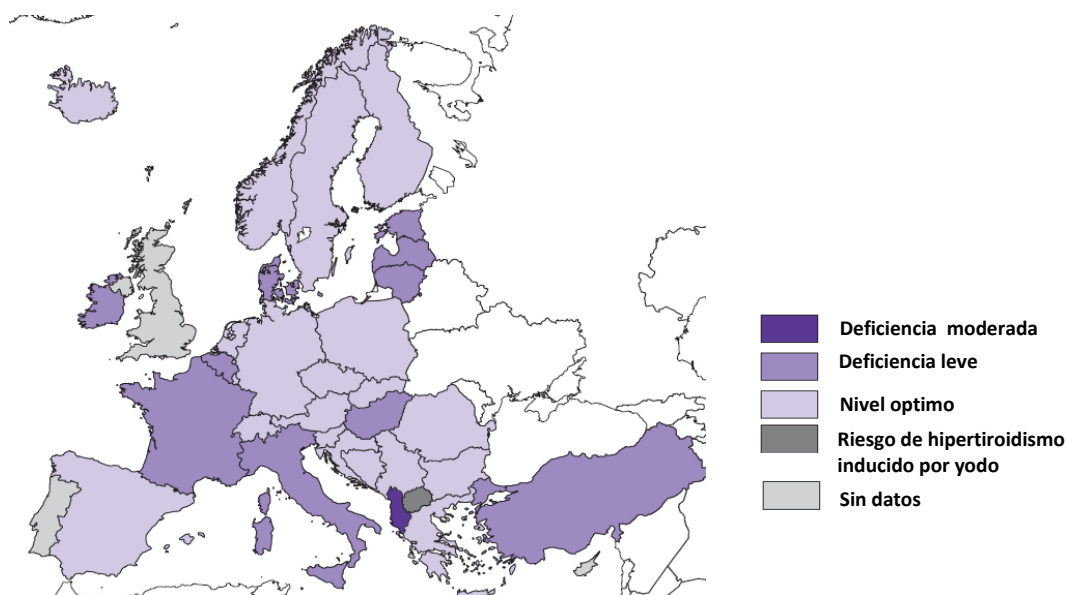 Deficiencia moderada
Deficiencia leve
Nivel optimo
Riesgo de hipertiroidismo
inducido por yodo
Sin datos